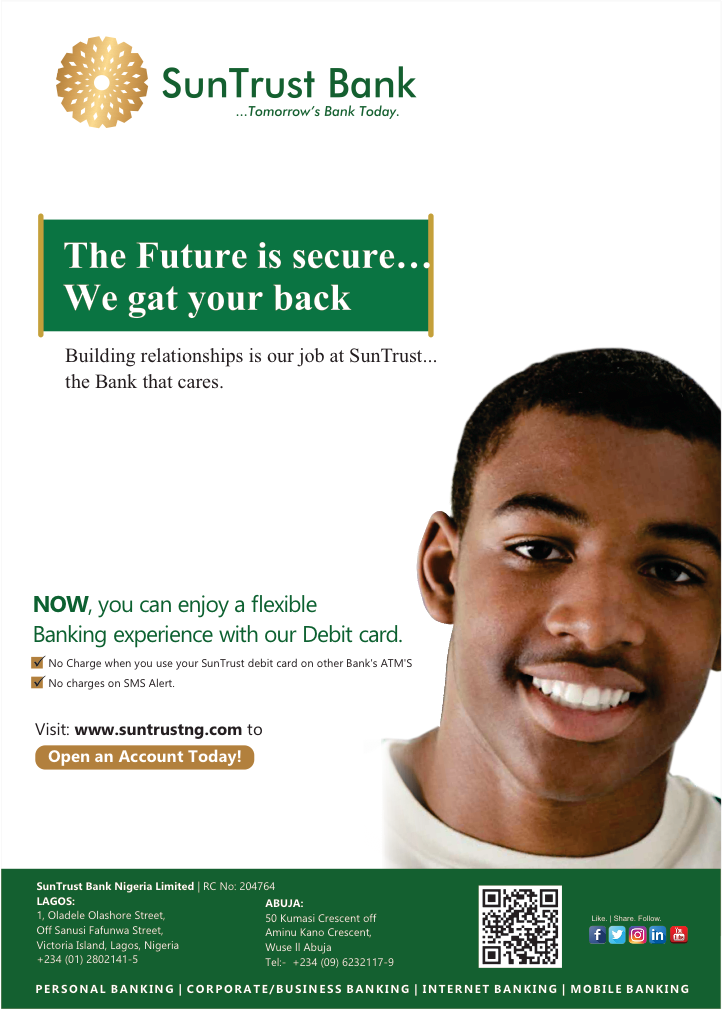 SunTrust Bank
...Tomorrow's Bank Today.
The Future is secure...
We gat your back
Building relationships is our job at SunTrust...
the Bank that cares.
NOW, you can enjoy a flexible
Banking experience with our Debit card.
No Charge when you use your SunTrust debit card on other Bank's ATM'S
No charges on SMS Alert.
Visit: www.suntrustng.com to
Open an Account Today!
SunTrust Bank Nigeria Limited | RC No: 204764
LAGOS:
1, Oladele Olashore Street,
Off Sanusi Fafunwa Street,
Victoria Island, Lagos, Nigeria
+234 (01) 2802141-5
ABUJA:
50 Kumasi Crescent off
Aminu Kano Crescent,
Wuse II Abuja
Tel:- +234 (09) 6232117-9
Like. | Share. Follow.
You Tube
PERSONAL BANKING | CORPORATE/BUSINESS BANKING | INTERNET BANKING | MOBILE BANKING